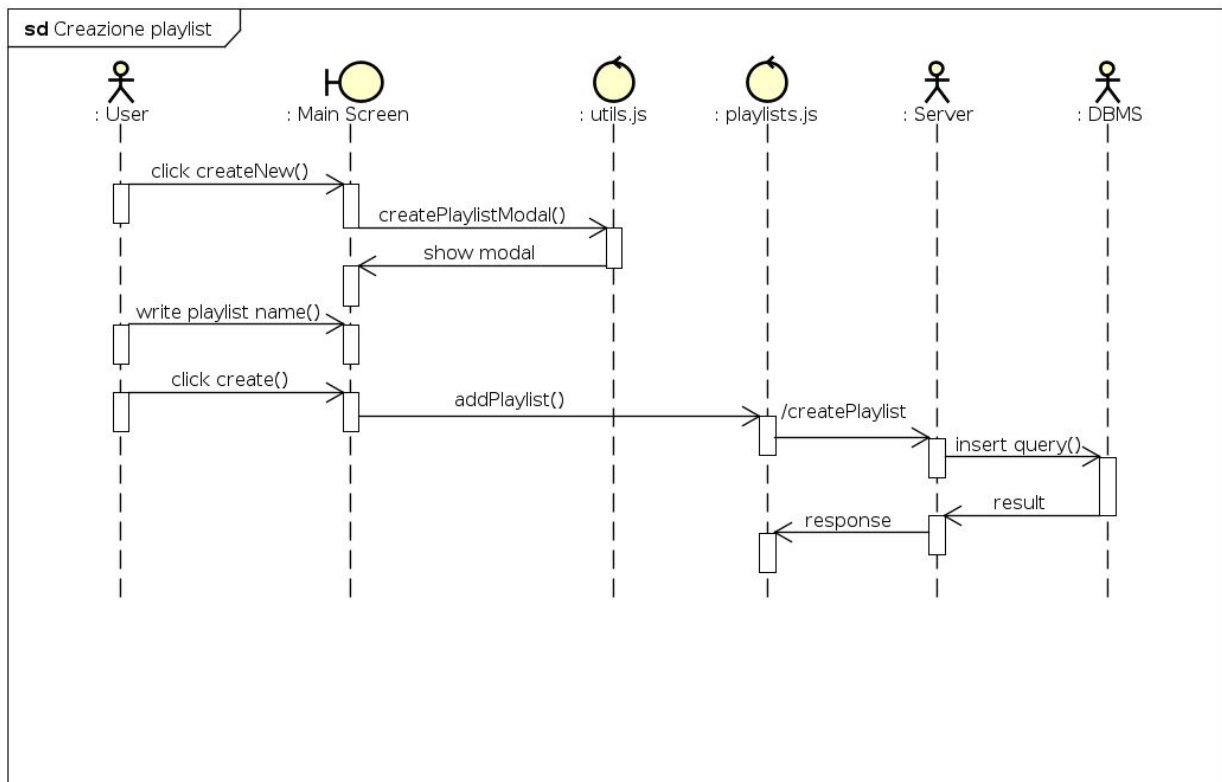 sd Creazione playlist
: User
: Main Screen
: utils.js
: playlists.js
: Server
: DBMS
click createNew()
createPlaylistModal()
show modal
write playlist name()
click create()
addPlaylist()
/createPlaylist
insert query()
result
response